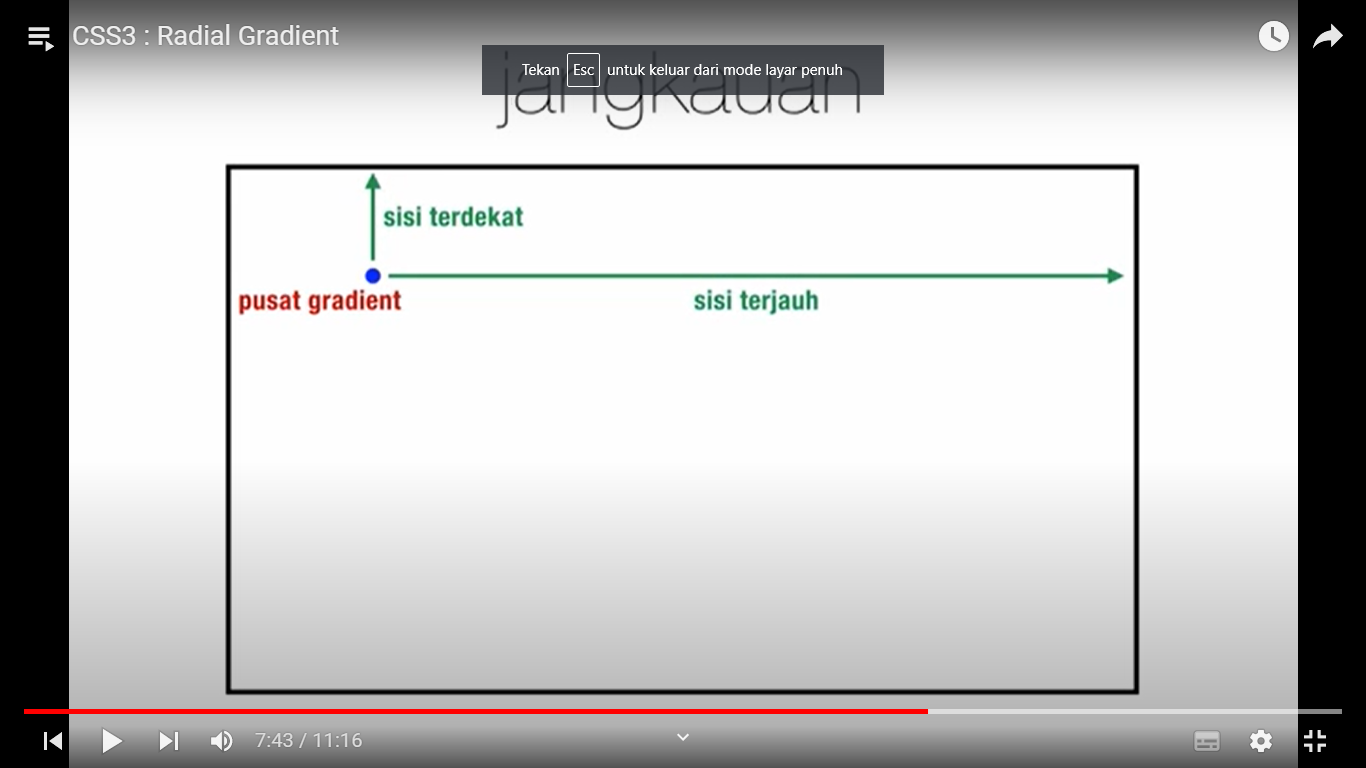 CSS3 : Radial Gradient
Tekan Esc untuk keluar dari mode layar penuh
jangkauan
sisi terdekat
pusat gradient
sisi terjauh
7:43 / 11:16